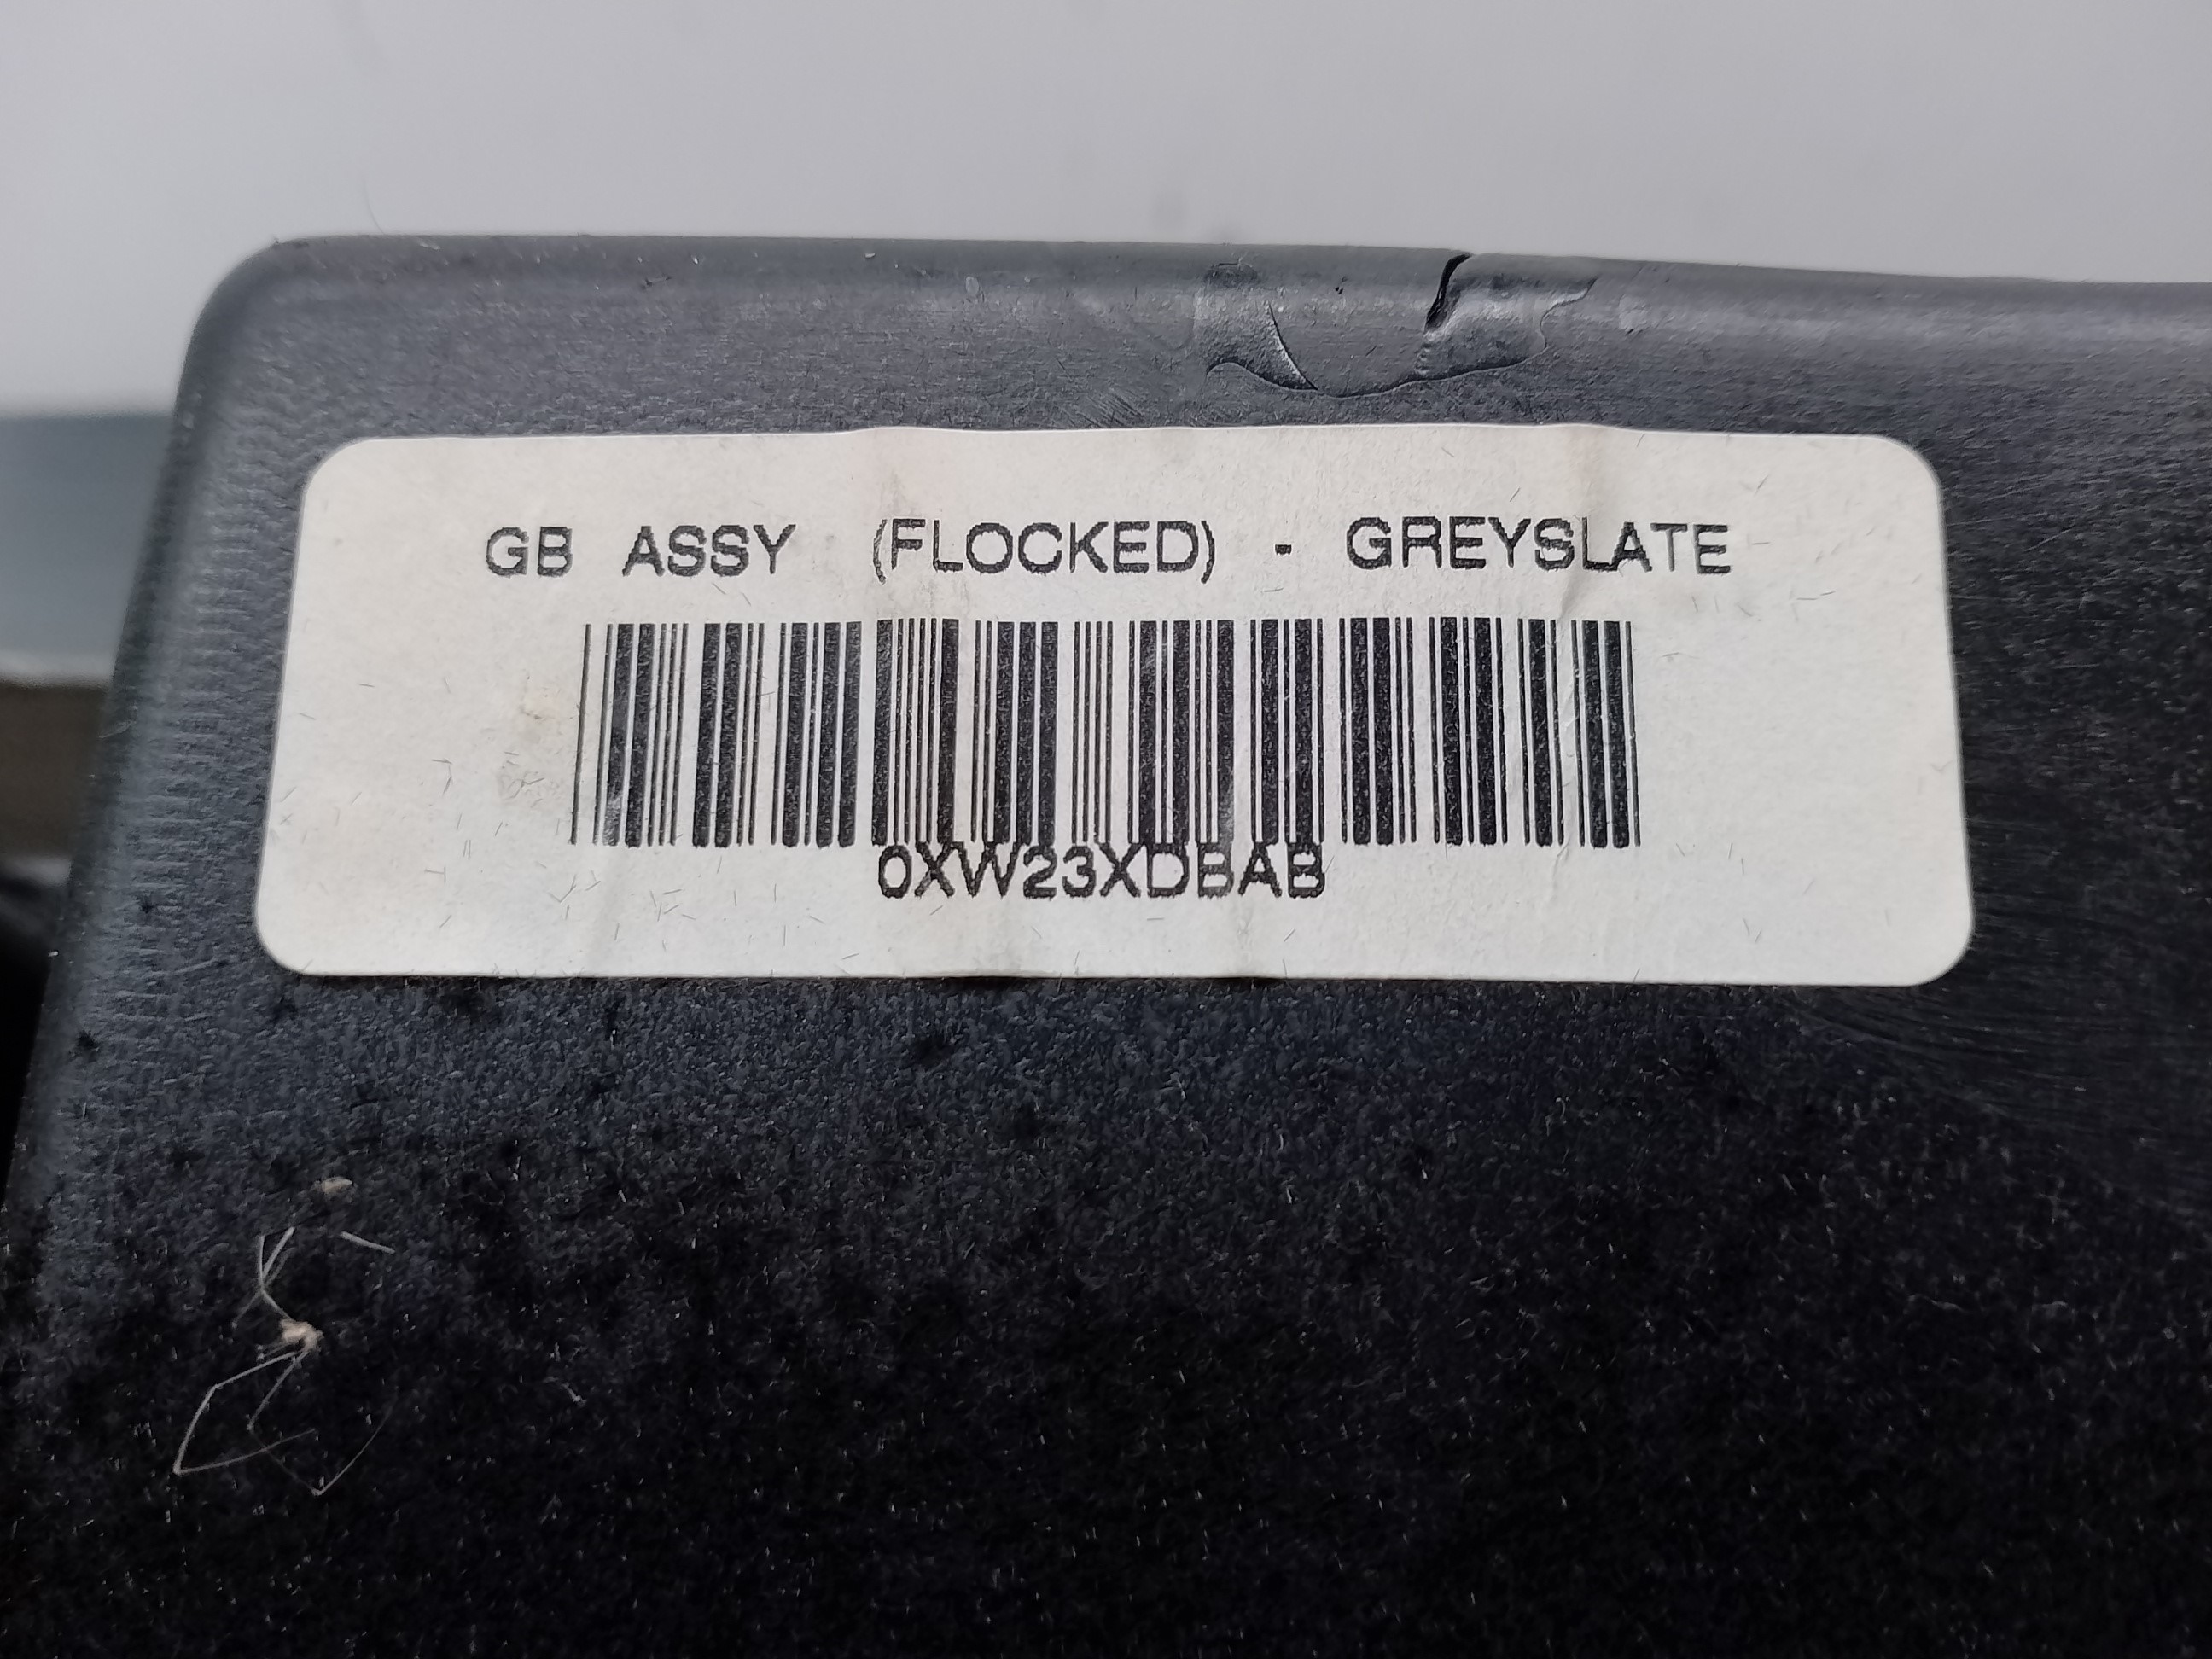 GB ASSY (FLOCKED) - GREYSLATE
0XW23XDBAB